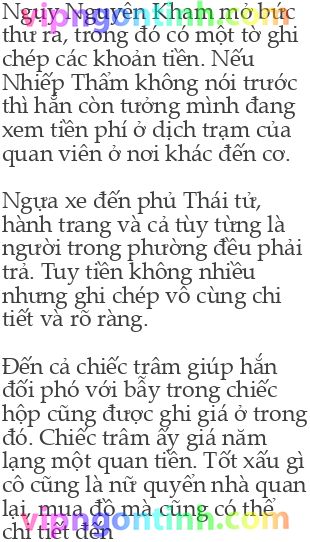 Ngụy Nguyên Kham mở bức
thư ra, trong đó có một tờ ghi
chép các khoản tiền. Nếu
Nhiếp Thẩm không nói trước
thì hắn còn tưởng mình đang
xem tiền phí ở dịch trạm của
quan viên ở nơi khác đến cơ.
Ngựa xe đến phủ Thái tử,
hành trang và cả tùy từng là
người trong phường đều phải
trả. Tuy tiền không nhiều
nhưng ghi chép vô cùng chi
tiết và rõ ràng.
Đến cả chiếc trâm giúp hắn
đối phó với bẫy trong chiếc
hộp cũng được ghi giá ở trong
đó. Chiếc trâm ấy giá năm
lạng một quan tiền. Tốt xấu gì
cô cũng là nữ quyển nhà quan
lại, mua đồ mà cũng có thể
chi tiết đến
vipngontinh.com
vipngontinh.com